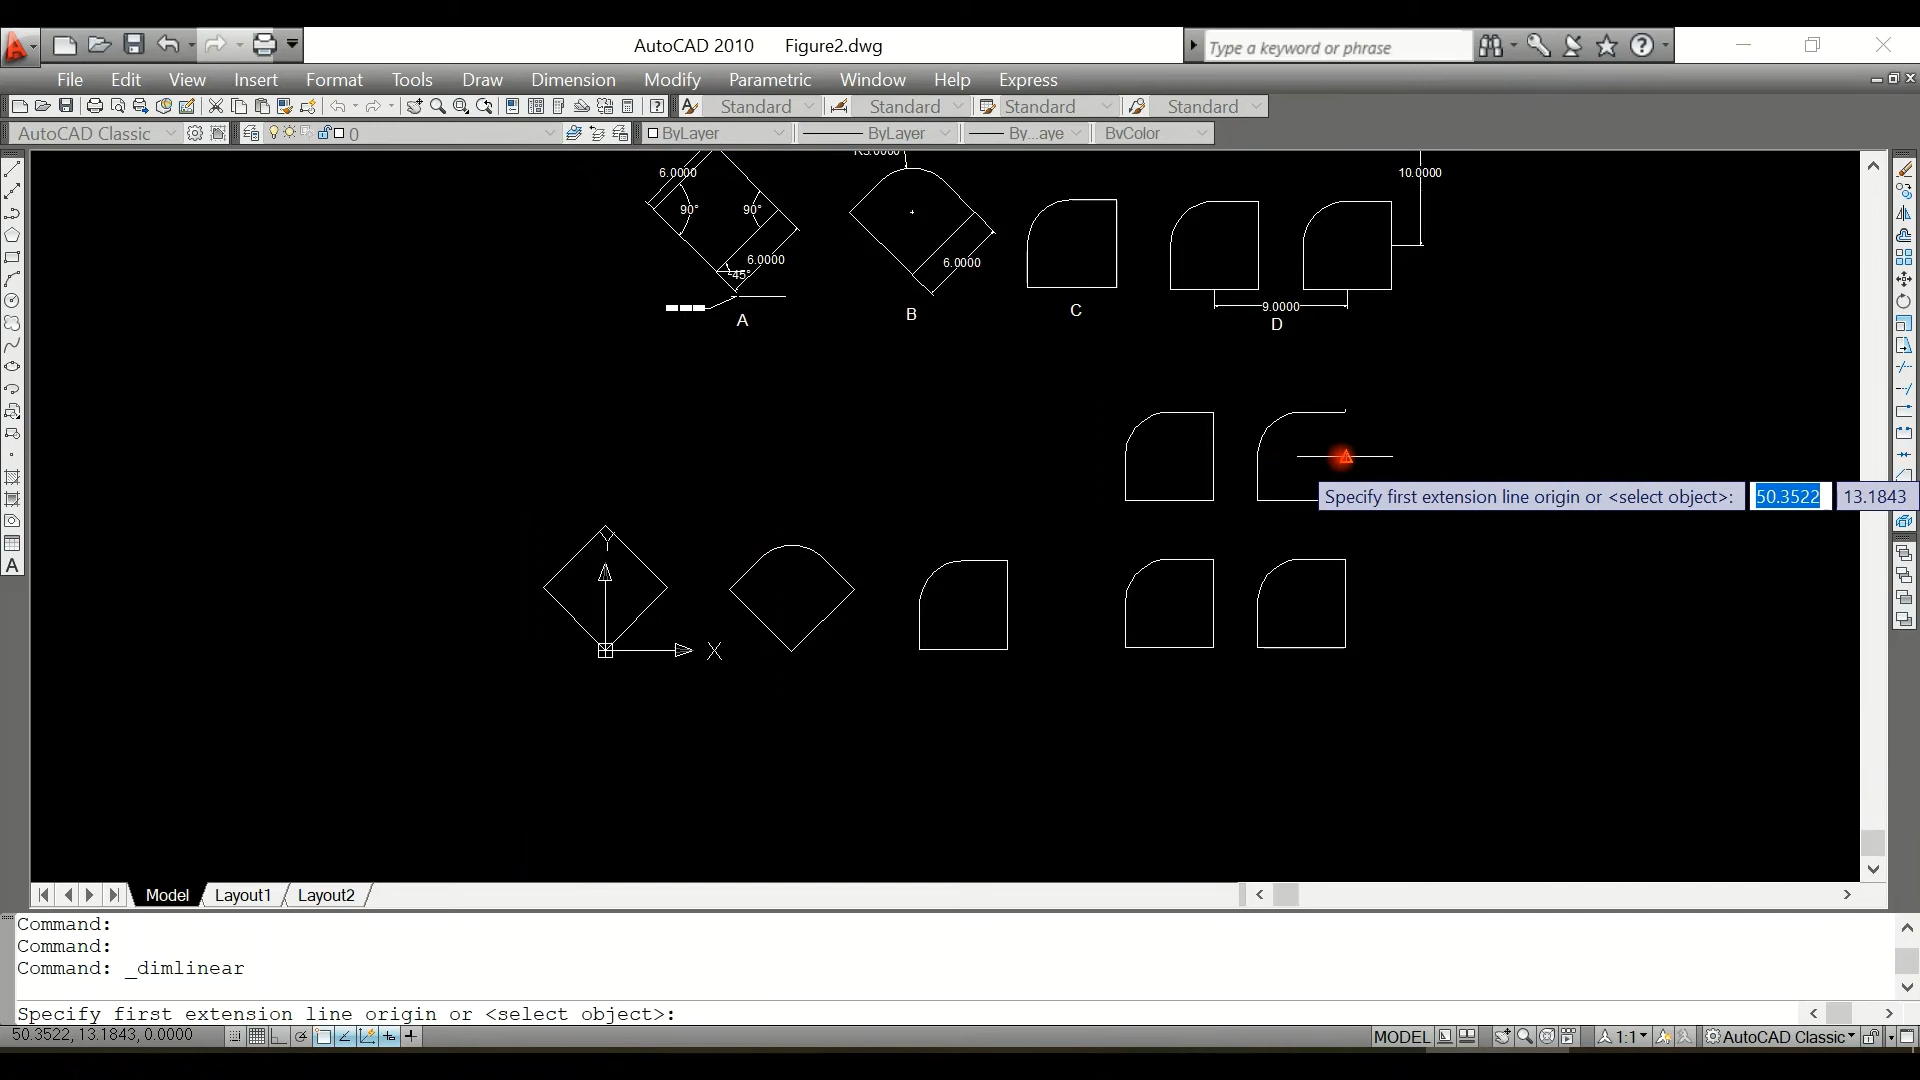 AutoCAD 2010 Figure2.dwg
Type a keyword or phrase
File Edit View Insert Format Tools Draw Dimension Modify Parametric Window Help Express
Standard Standard Standard Standard
AutoCAD Classic 0 ByLayer ByLayer By...aye ByColor
6.0000 R3.0000 10.0000
90° 90°
6.0000 6.0000
45°
9.0000
A B C D
Specify first extension line origin or <select object>: 50.3522 13.1843
Y
X
A
Model Layout1 Layout2
Command:
Command:
Command: _dimlinear
Specify first extension line origin or <select object>:
50.3522, 13.1843, 0.0000 MODEL 1:1 AutoCAD Classic